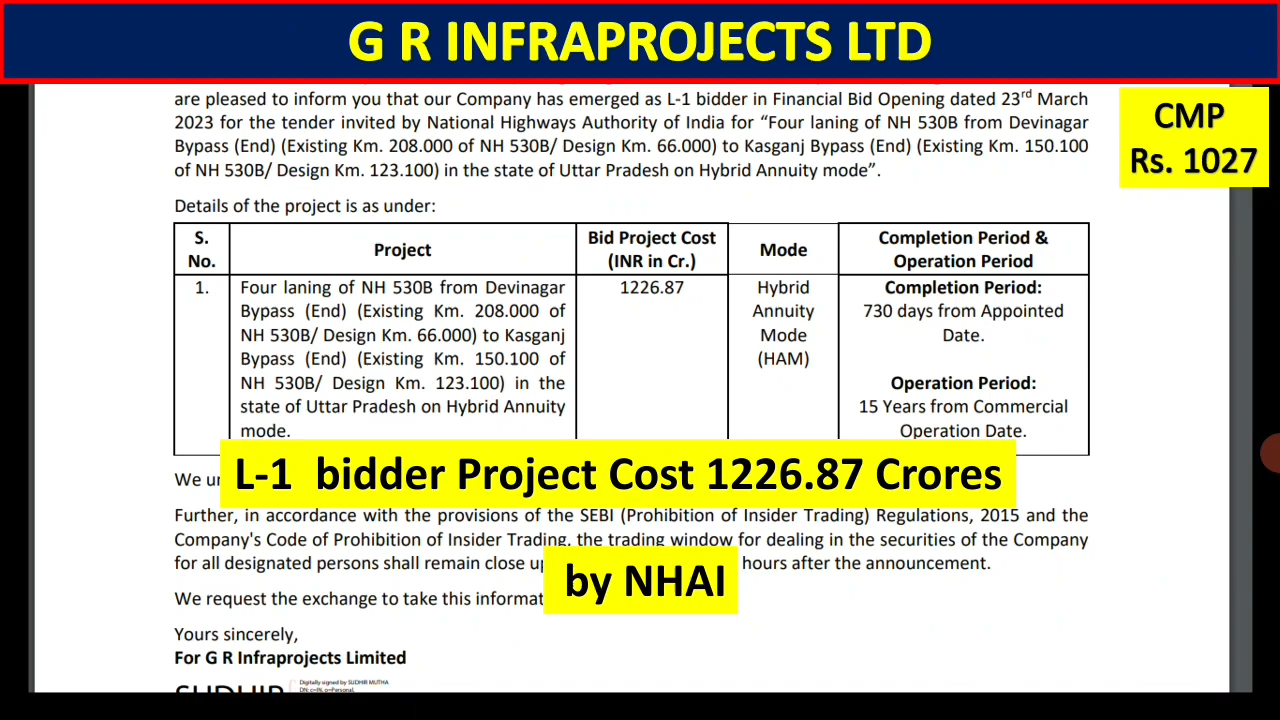 G R INFRAPROJECTS LTD
CMP
Rs. 1027
are pleased to inform you that our Company has emerged as L-1 bidder in Financial Bid Opening dated 23rd March
2023 for the tender invited by National Highways Authority of India for “Four laning of NH 530B from Devinagar
Bypass (End) (Existing Km. 208.000 of NH 530B/ Design Km. 66.000) to Kasganj Bypass (End) (Existing Km. 150.100
of NH 530B/ Design Km. 123.100) in the state of Uttar Pradesh on Hybrid Annuity mode”.
Details of the project is as under:
S.
No.
Project
Bid Project Cost
(INR in Cr.)
Mode
Completion Period &
Operation Period
1.
Four laning of NH 530B from Devinagar
Bypass (End) (Existing Km. 208.000 of
NH 530B/ Design Km. 66.000) to Kasganj
Bypass (End) (Existing Km. 150.100 of
NH 530B/ Design Km. 123.100) in the
state of Uttar Pradesh on Hybrid Annuity
mode.
1226.87
Hybrid
Annuity
Mode
(HAM)
Completion Period:
730 days from Appointed
Date.
Operation Period:
15 Years from Commercial
Operation Date.
We
L-1 bidder Project Cost 1226.87 Crores
Further, in accordance with the provisions of the SEBI (Prohibition of Insider Trading) Regulations, 2015 and the
Company's Code of Prohibition of Insider Trading, the trading window for dealing in the securities of the Company
for all designated persons shall remain close hours after the announcement.
by NHAI
We request the exchange to take this
Yours sincerely,
For G R Infraprojects Limited
SUDHIR
Digitally signed by SUDHIR MUTHA
DN: c=IN, o=Personal,